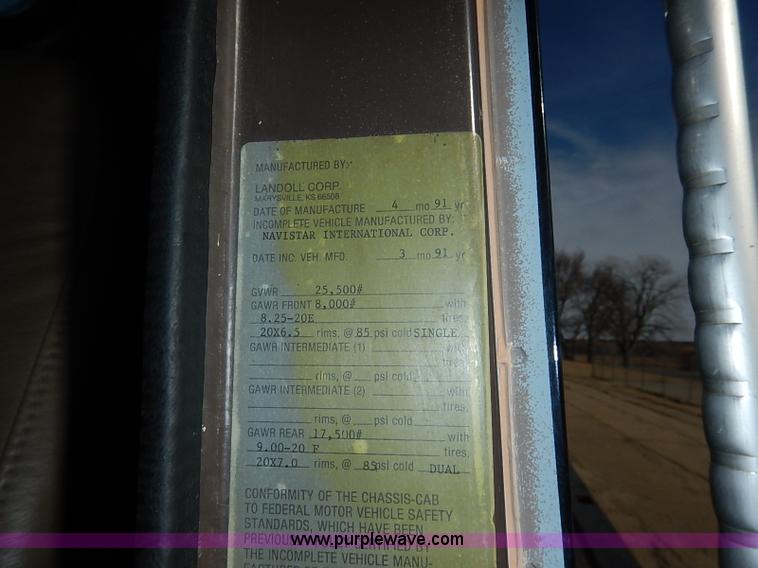 MANUFACTURED BY:
LANDOLL CORP.
MARYSVILLE, KS 66508
DATE OF MANUFACTURE 4 mo 91 yr
INCOMPLETE VEHICLE MANUFACTURED BY:
NAVISTAR INTERNATIONAL CORP.
DATE INC. VEH. MFD. 3 mo 91 yr
GVWR 25,500#
GAWR FRONT 8,000# with
8.25-20E tires,
20X6.5 rims, @ 85 psi cold SINGLE
GAWR INTERMEDIATE (1) with
tires,
rims, @ psi cold
GAWR INTERMEDIATE (2) with
tires,
rims, @ psi cold
GAWR REAR 17,500# with
9.00-20 F tires,
20X7.0 rims, @ 85 psi cold DUAL
CONFORMITY OF THE CHASSIS-CAB
TO FEDERAL MOTOR VEHICLE SAFETY
STANDARDS, WHICH HAVE BEEN
www.purplewave.com
THE INCOMPLETE VEHICLE MANU-